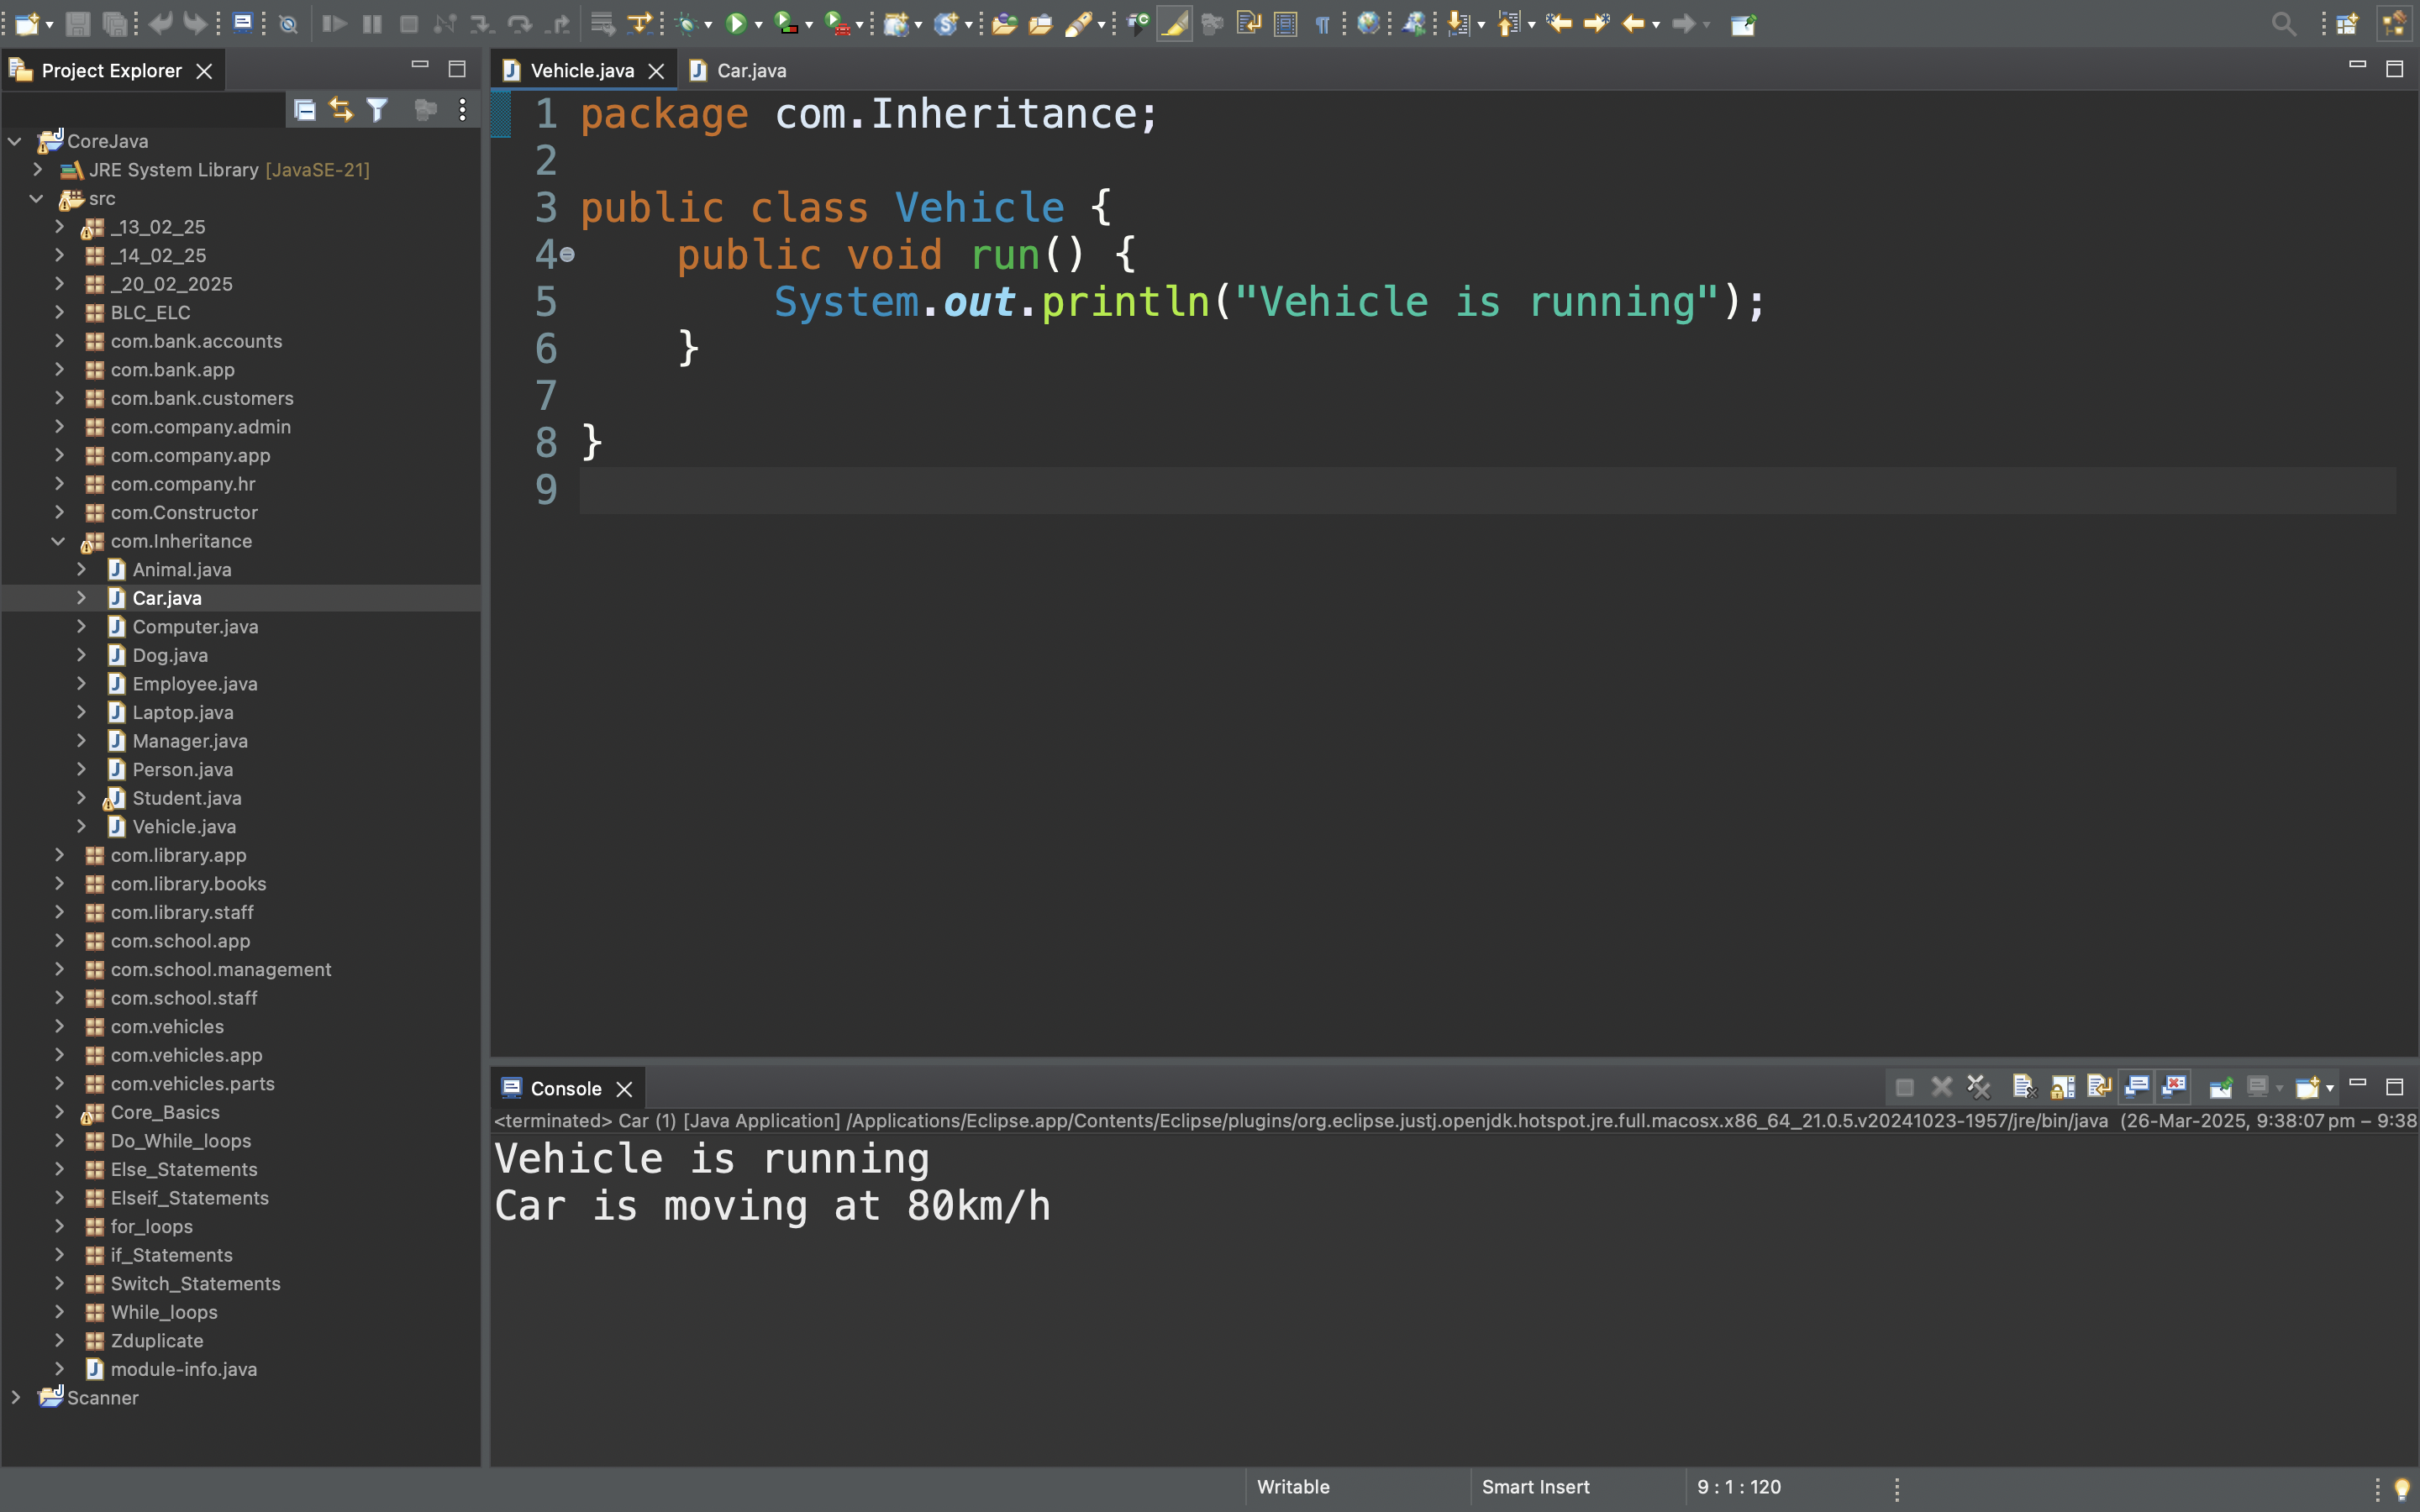 Project Explorer
CoreJava
JRE System Library [JavaSE-21]
src
_13_02_25
_14_02_25
_20_02_2025
BLC_ELC
com.bank.accounts
com.bank.app
com.bank.customers
com.company.admin
com.company.app
com.company.hr
com.Constructor
com.Inheritance
Animal.java
Car.java
Computer.java
Dog.java
Employee.java
Laptop.java
Manager.java
Person.java
Student.java
Vehicle.java
com.library.app
com.library.books
com.library.staff
com.school.app
com.school.management
com.school.staff
com.vehicles
com.vehicles.app
com.vehicles.parts
Core_Basics
Do_While_loops
Else_Statements
Elseif_Statements
for_loops
if_Statements
Switch_Statements
While_loops
Zduplicate
module-info.java
Scanner
Vehicle.java Car.java
1 package com.Inheritance;
2
3 public class Vehicle {
4 public void run() {
5 System.out.println("Vehicle is running");
6 }
7
8 }
9
Console
<terminated> Car (1) [Java Application] /Applications/Eclipse.app/Contents/Eclipse/plugins/org.eclipse.justj.openjdk.hotspot.jre.full.macosx.x86_64_21.0.5.v20241023-1957/jre/bin/java (26-Mar-2025, 9:38:07 pm – 9:38
Vehicle is running
Car is moving at 80km/h
Writable Smart Insert 9 : 1 : 120